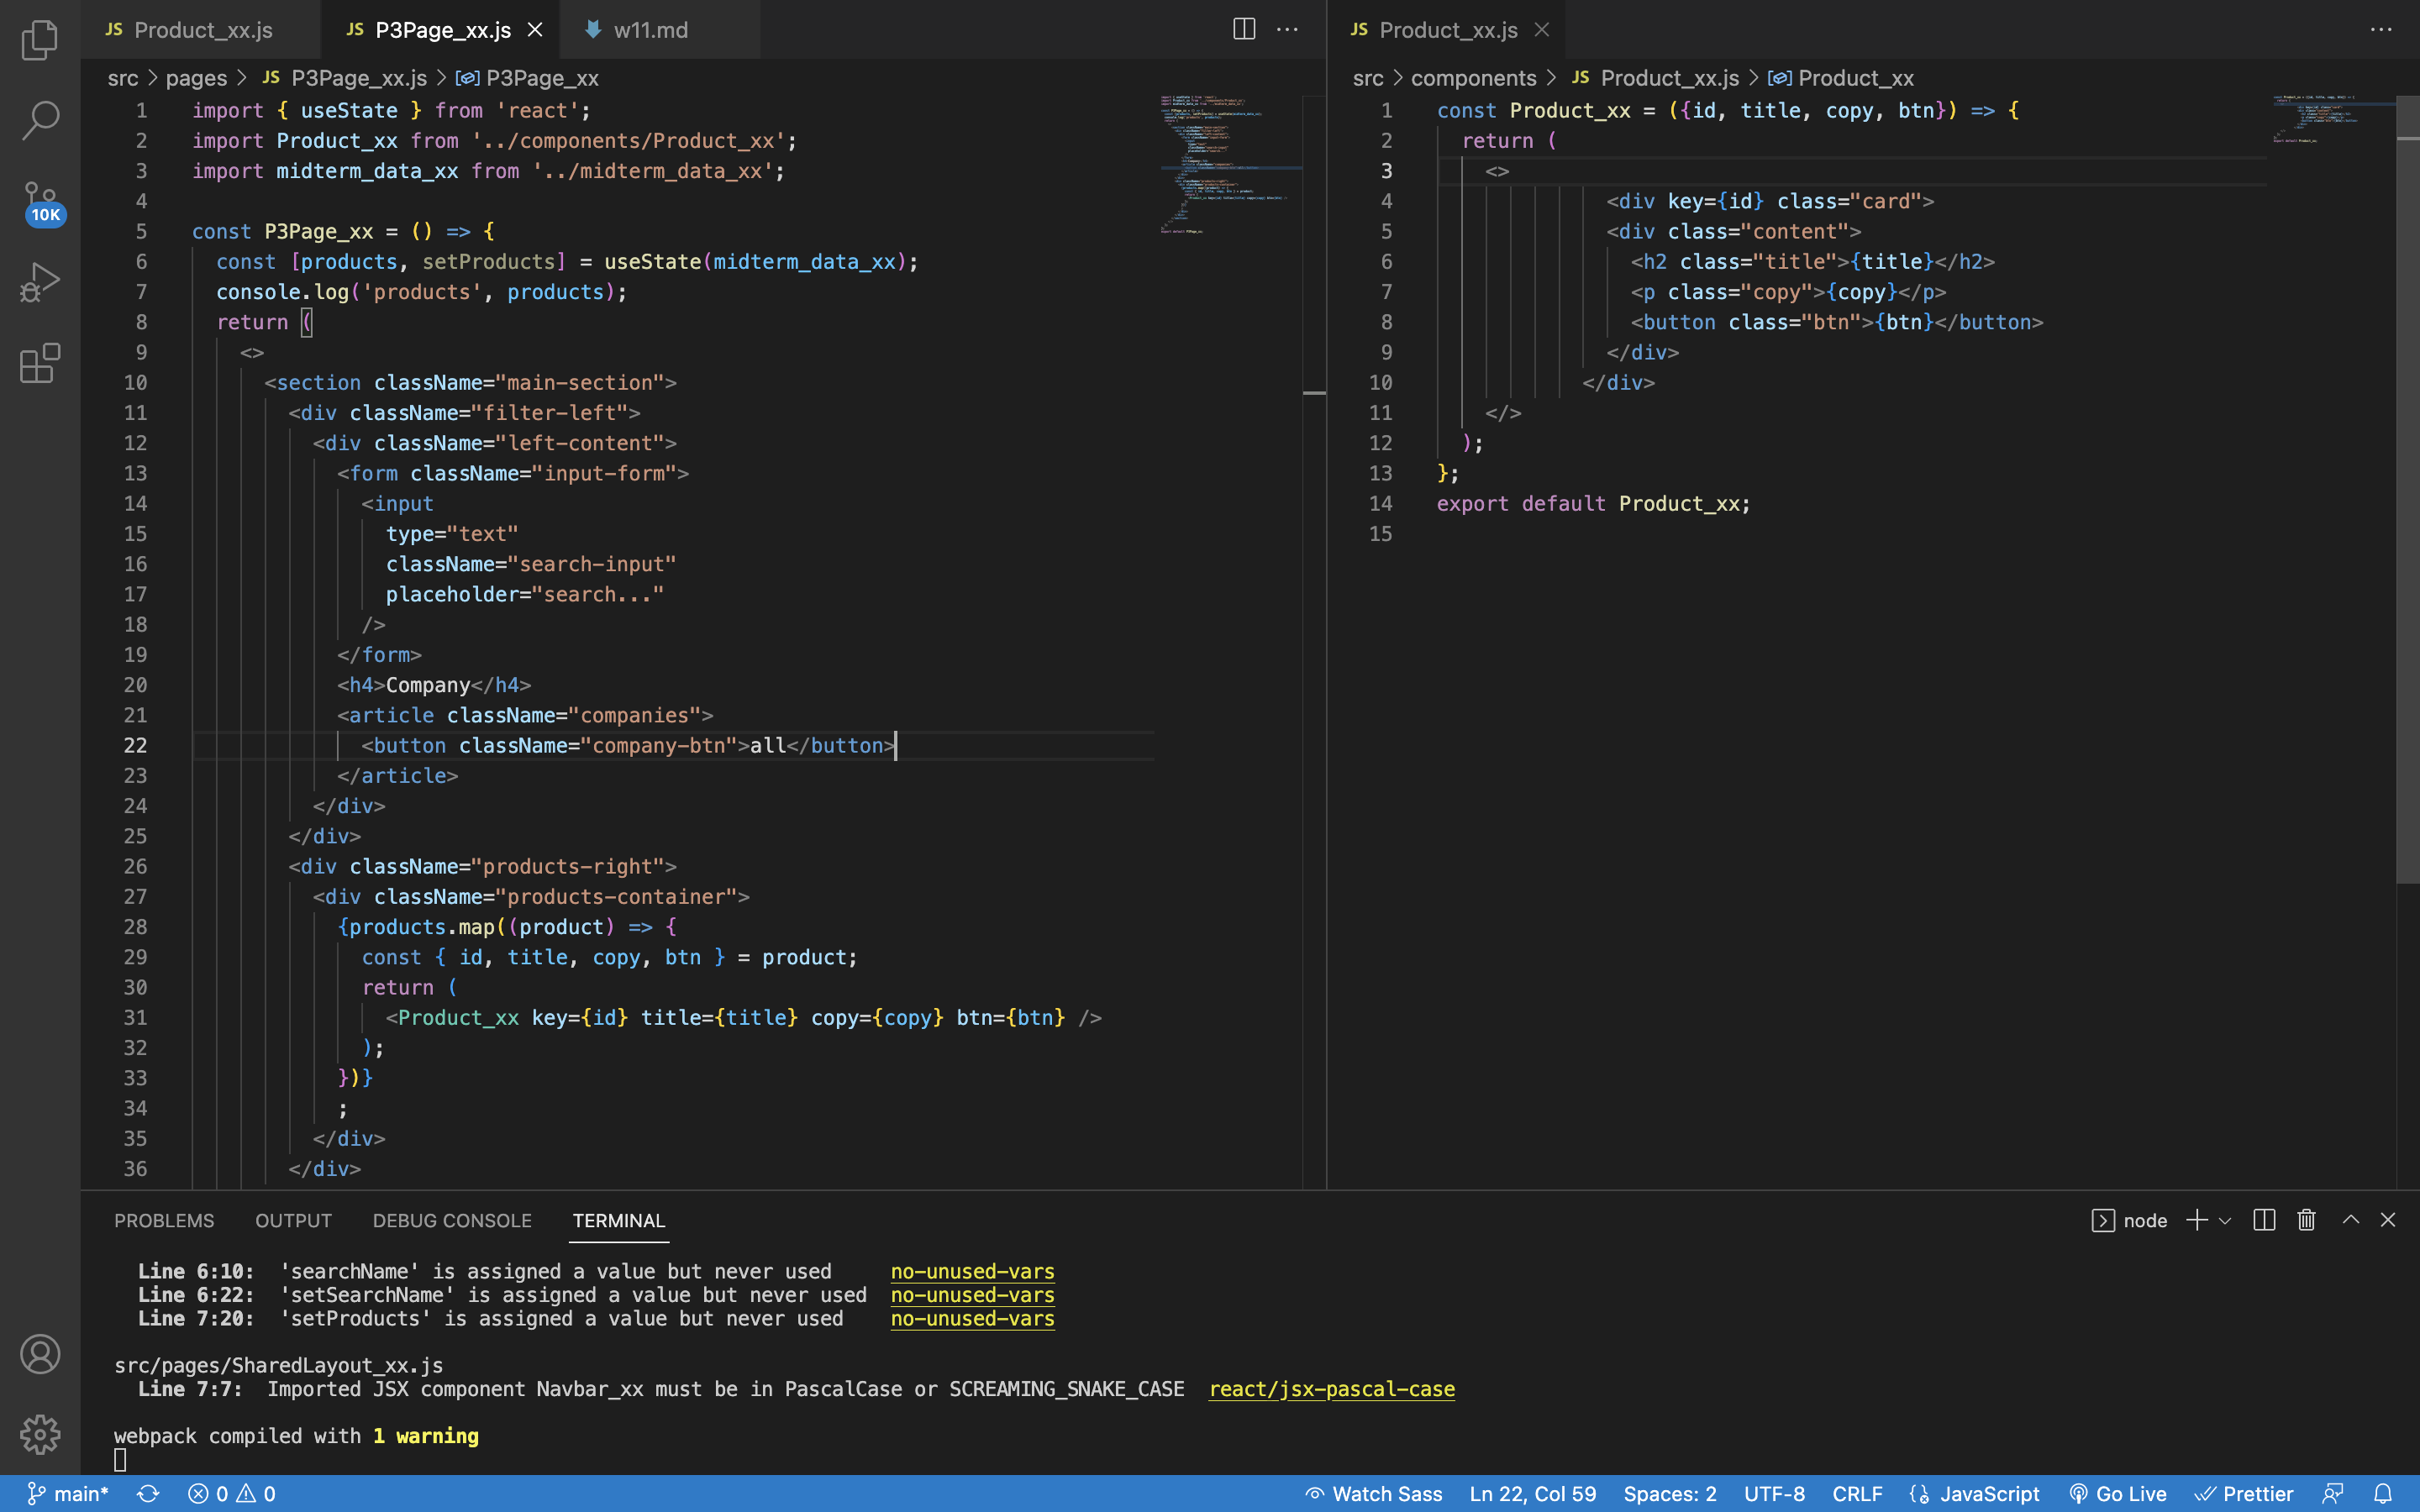 JS Product_xx.js
JS P3Page_xx.js
w11.md
src > pages > JS P3Page_xx.js > P3Page_xx
1 import { useState } from 'react';
2 import Product_xx from '../components/Product_xx';
3 import midterm_data_xx from '../midterm_data_xx';
4
5 const P3Page_xx = () => {
6 const [products, setProducts] = useState(midterm_data_xx);
7 console.log('products', products);
8 return (
9 <>
10 <section className="main-section">
11 <div className="filter-left">
12 <div className="left-content">
13 <form className="input-form">
14 <input
15 type="text"
16 className="search-input"
17 placeholder="search..."
18 />
19 </form>
20 <h4>Company</h4>
21 <article className="companies">
22 <button className="company-btn">all</button>
23 </article>
24 </div>
25 </div>
26 <div className="products-right">
27 <div className="products-container">
28 {products.map((product) => {
29 const { id, title, copy, btn } = product;
30 return (
31 <Product_xx key={id} title={title} copy={copy} btn={btn} />
32 );
33 })}
34 ;
35 </div>
36 </div>
JS Product_xx.js
src > components > JS Product_xx.js > Product_xx
1 const Product_xx = ({id, title, copy, btn}) => {
2 return (
3 <>
4 <div key={id} class="card">
5 <div class="content">
6 <h2 class="title">{title}</h2>
7 <p class="copy">{copy}</p>
8 <button class="btn">{btn}</button>
9 </div>
10 </div>
11 </>
12 );
13 };
14 export default Product_xx;
15
10K
PROBLEMS OUTPUT DEBUG CONSOLE TERMINAL
node
Line 6:10: 'searchName' is assigned a value but never used no-unused-vars
Line 6:22: 'setSearchName' is assigned a value but never used no-unused-vars
Line 7:20: 'setProducts' is assigned a value but never used no-unused-vars
src/pages/SharedLayout_xx.js
Line 7:7: Imported JSX component Navbar_xx must be in PascalCase or SCREAMING_SNAKE_CASE react/jsx-pascal-case
webpack compiled with 1 warning
main* 0 0 Watch Sass Ln 22, Col 59 Spaces: 2 UTF-8 CRLF JavaScript Go Live Prettier